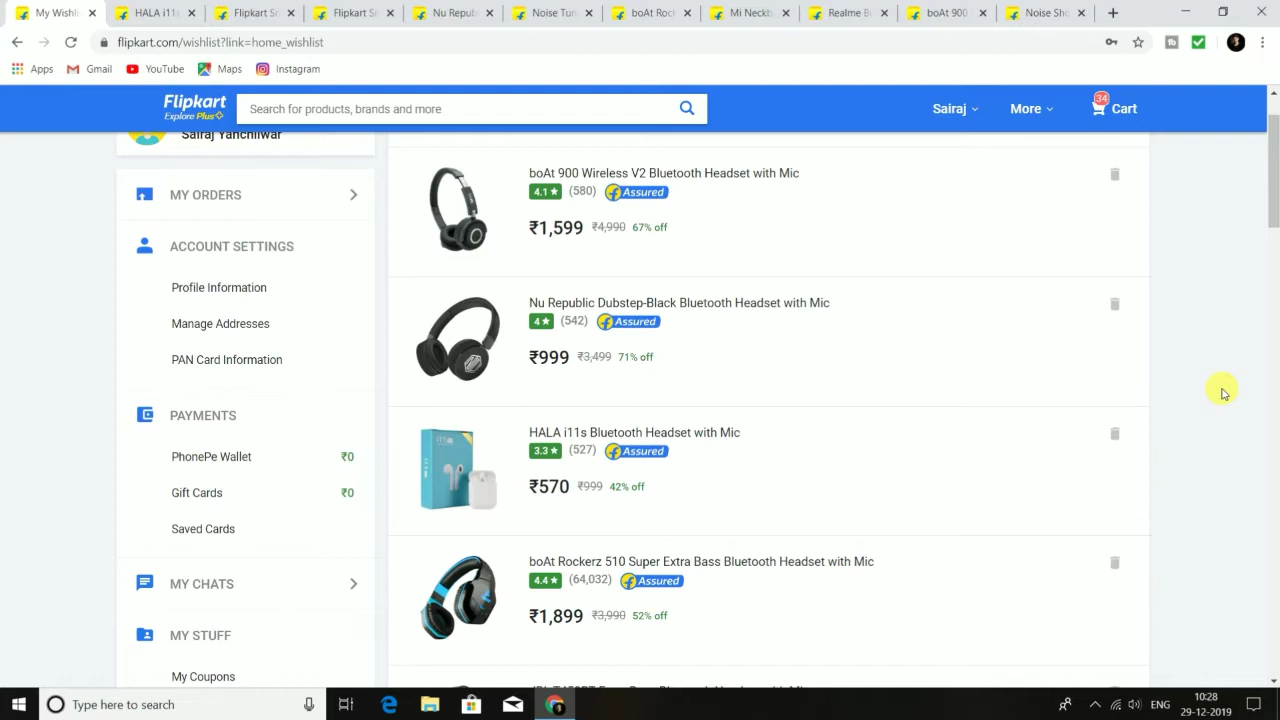 My Wishl
HALA i11s
Flipkart Sm
Flipkart Sm
Nu Republ
Noise Tun
boAt Rock
Mi Neckb
Realme Bu
boAt 900
Noise Sho
flipkart.com/wishlist?link=home_wishlist
Apps
Gmail
YouTube
Maps
Instagram
Flipkart
Explore Plus
Search for products, brands and more
Sairaj
More
34
Cart
Sairaj Yanchilwar
MY ORDERS
ACCOUNT SETTINGS
Profile Information
Manage Addresses
PAN Card Information
PAYMENTS
PhonePe Wallet ₹0
Gift Cards ₹0
Saved Cards
MY CHATS
MY STUFF
My Coupons
boAt 900 Wireless V2 Bluetooth Headset with Mic
4.1 ★ (580) Assured
₹1,599 ₹4,990 67% off
Nu Republic Dubstep-Black Bluetooth Headset with Mic
4 ★ (542) Assured
₹999 ₹3,499 71% off
HALA i11s Bluetooth Headset with Mic
3.3 ★ (527) Assured
₹570 ₹999 42% off
boAt Rockerz 510 Super Extra Bass Bluetooth Headset with Mic
4.4 ★ (64,032) Assured
₹1,899 ₹3,990 52% off
Type here to search
ENG
10:28
29-12-2019